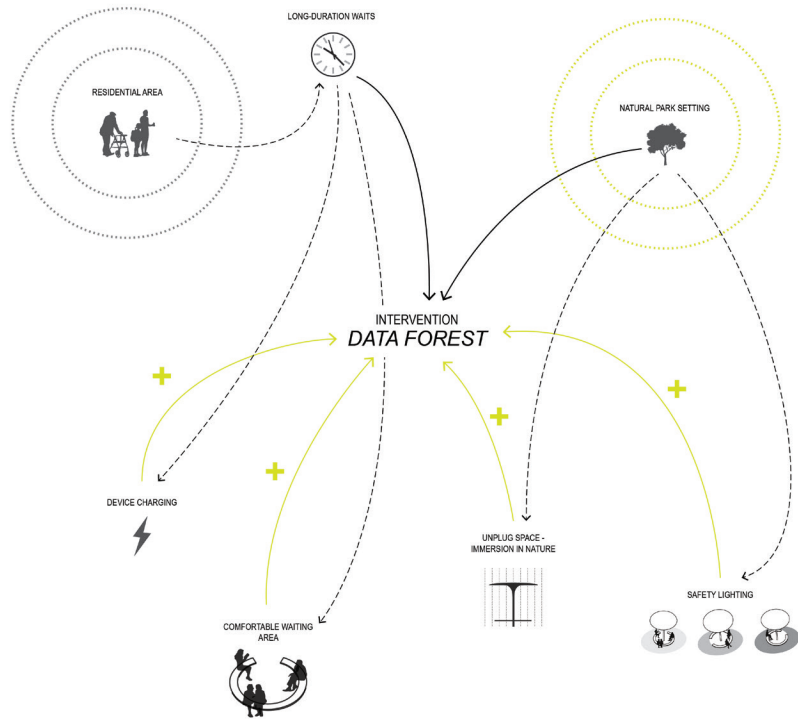 LONG-DURATION WAITS
RESIDENTIAL AREA
NATURAL PARK SETTING
INTERVENTION
DATA FOREST
DEVICE CHARGING
UNPLUG SPACE -
IMMERSION IN NATURE
SAFETY LIGHTING
COMFORTABLE WAITING
AREA